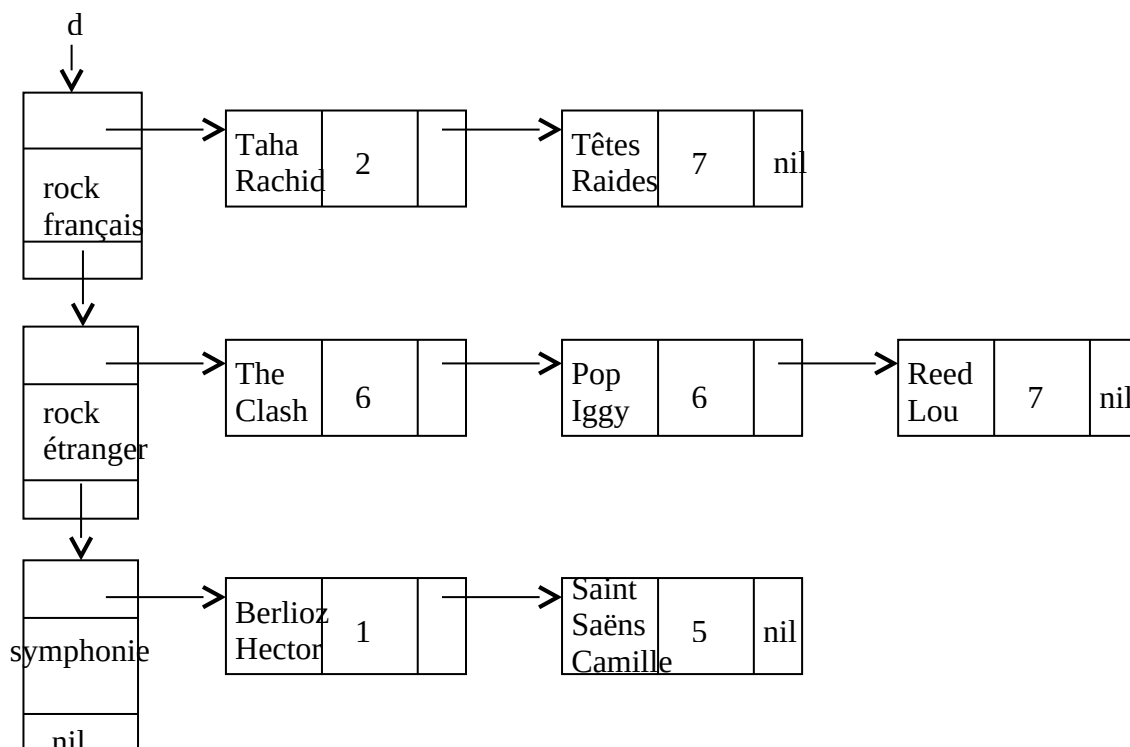 d
rock
français
Taha
Rachid
2
Têtes
Raides
7
nil
rock
étranger
The
Clash
6
Pop
Iggy
6
Reed
Lou
7
nil
symphonie
nil
Berlioz
Hector
1
Saint
Saëns
Camille
5
nil